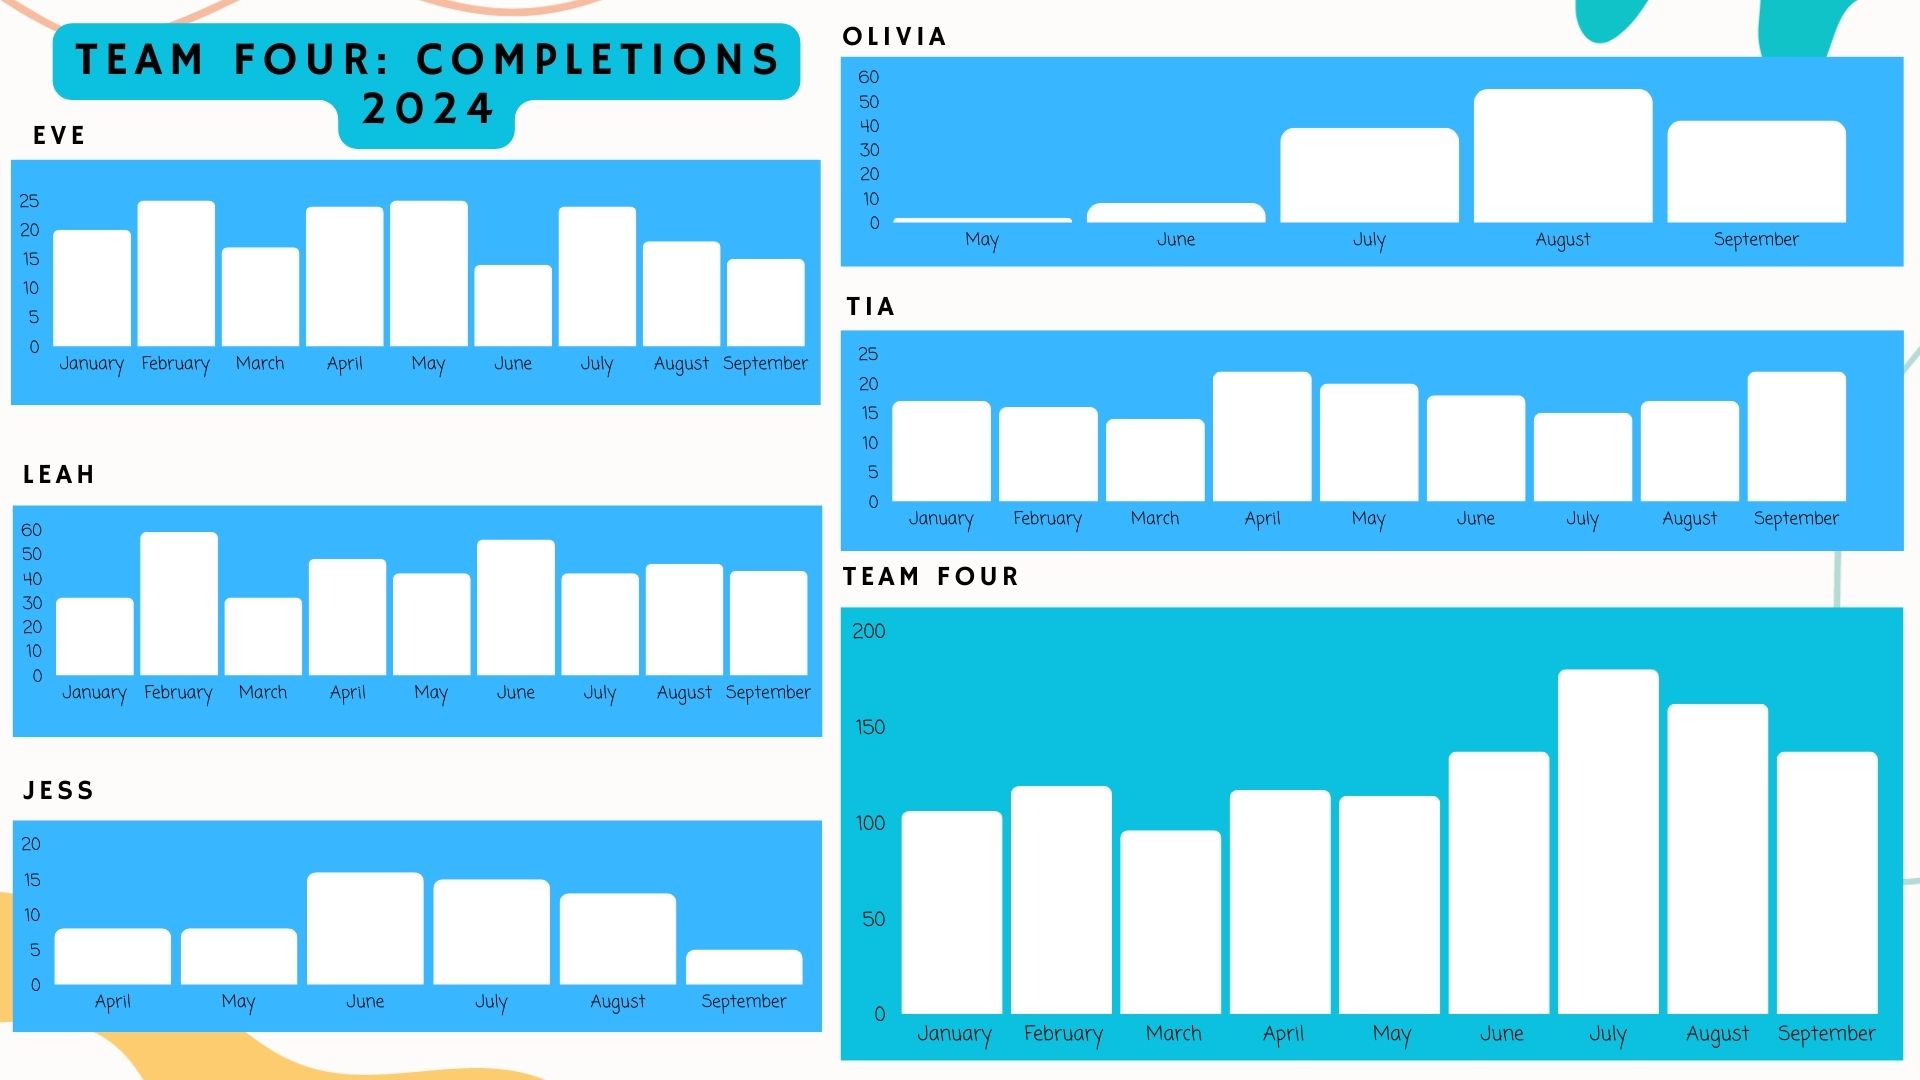 TEAM FOUR: COMPLETIONS
2024
EVE
25
20
15
10
5
0
January February March April May June July August September
LEAH
60
50
40
30
20
10
0
January February March April May June July August September
JESS
20
15
10
5
0
April May June July August September
OLIVIA
60
50
40
30
20
10
0
May June July August September
TIA
25
20
15
10
5
0
January February March April May June July August September
TEAM FOUR
200
150
100
50
0
January February March April May June July August September